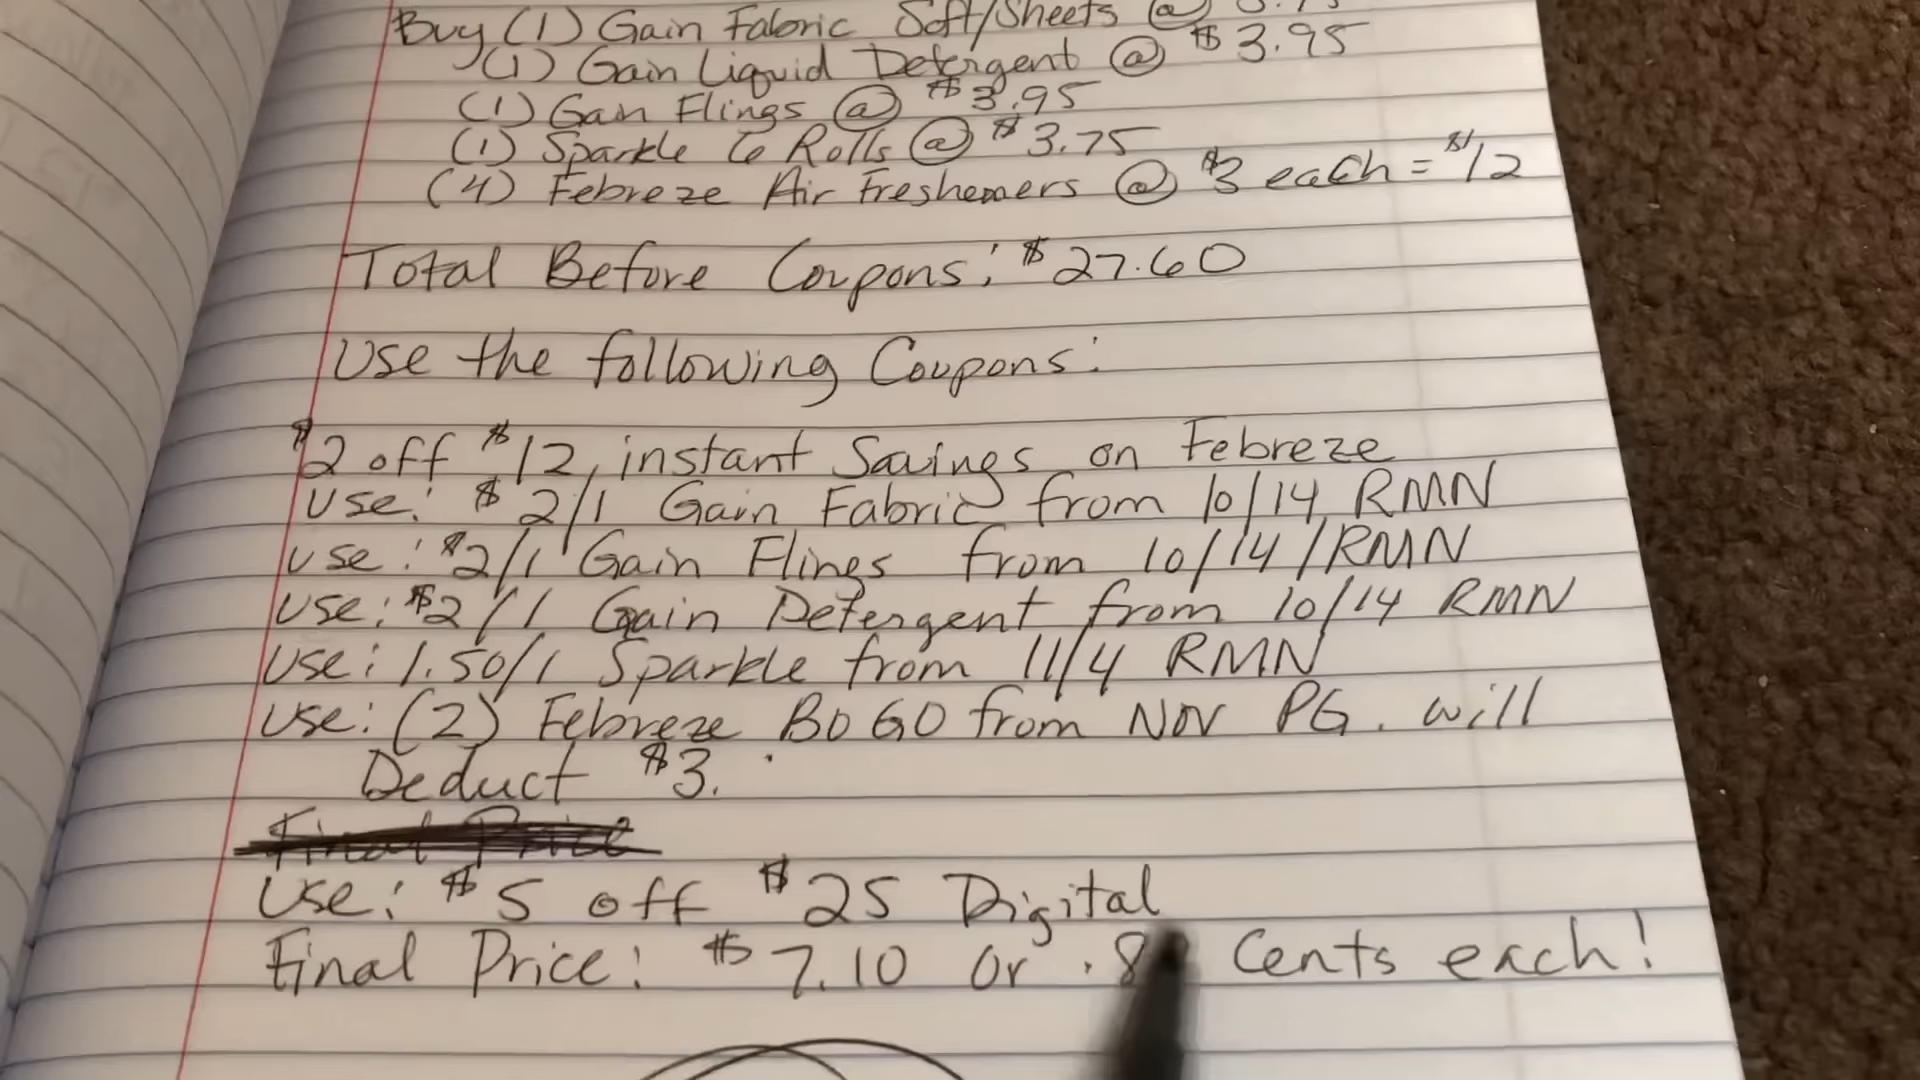 Buy (1) Gain Fabric Soft/Sheets @
(1) Gain Liquid Detergent @ $3.95
(1) Gain Flings @ $3.95
(1) Sparkle 6 Rolls @ $3.75
(4) Febreze Air Freshemers @ $3 each = $12
Total Before Coupons: $27.60
Use the following Coupons:
$2 off $12, instant Savings on Febreze
Use: $2/1 Gain Fabric from 10/14 RMN
Use: $2/1 Gain Flings from 10/14/RMN
Use: $2/1 Gain Detergent from 10/14 RMN
Use: 1.50/1 Sparkle from 11/4 RMN
Use: (2) Febreze BOGO from Nov PG. will
Deduct $3.
Final Price
Use: $5 off $25 Digital
Final Price: $7.10 or Cents each!